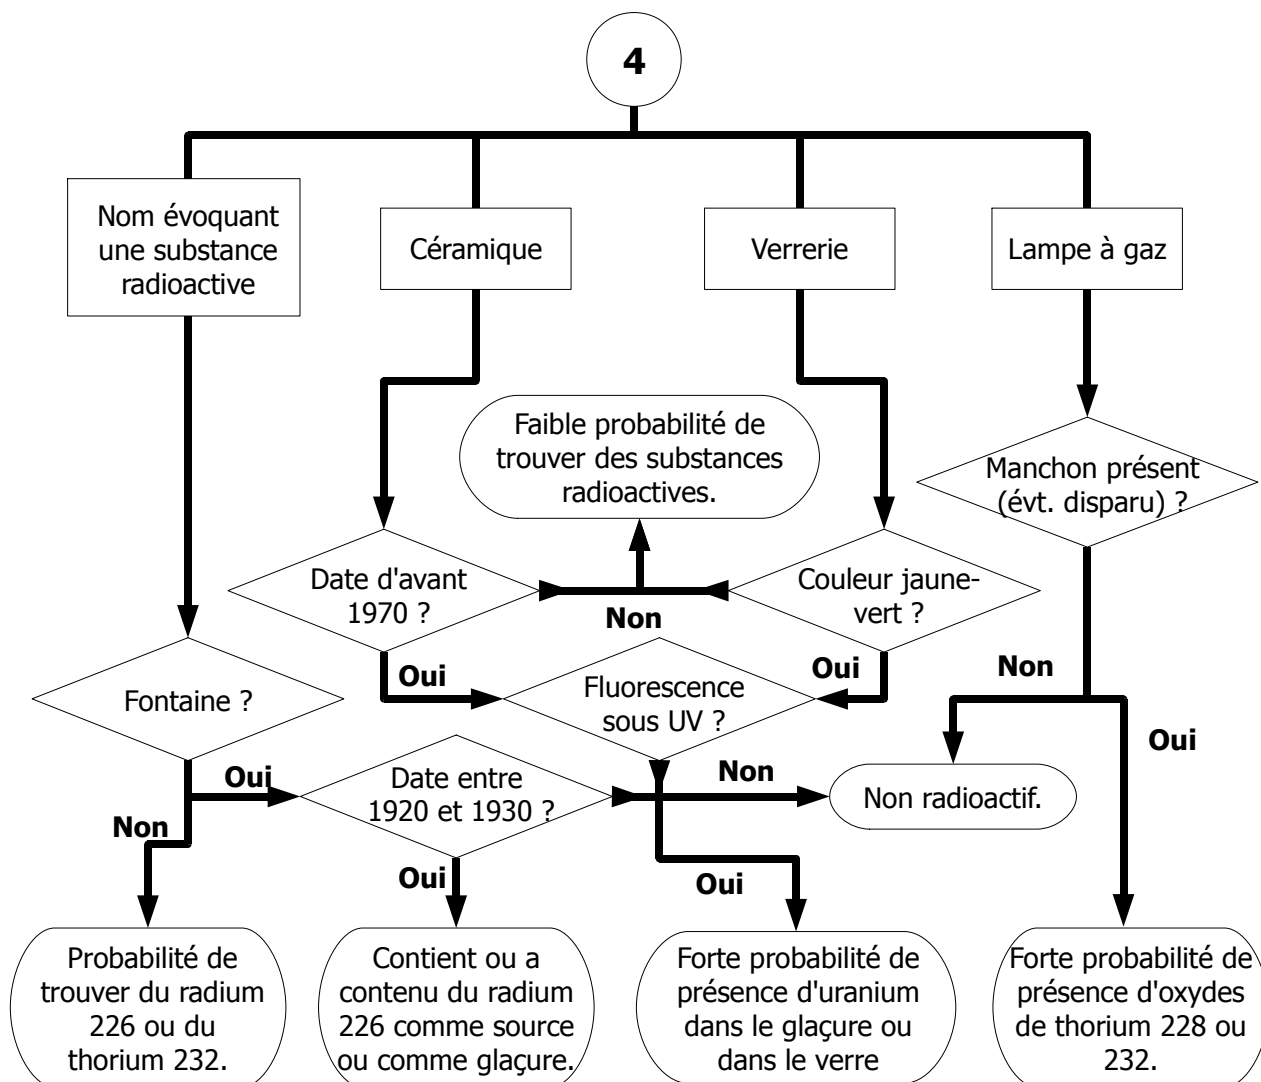 4
Nom évoquant
une substance
radioactive
Céramique
Verrerie
Lampe à gaz
Faible probabilité de
trouver des substances
radioactives.
Manchon présent
(évt. disparu) ?
Date d'avant
1970 ?
Non
Couleur jaune-
vert ?
Oui
Fluorescence
sous UV ?
Oui
Non
Oui
Fontaine ?
Oui
Non
Date entre
1920 et 1930 ?
Non
Non radioactif.
Oui
Oui
Probabilité de
trouver du radium
226 ou du
thorium 232.
Contient ou a
contenu du radium
226 comme source
ou comme glaçure.
Forte probabilité de
présence d'uranium
dans le glaçure ou
dans le verre
Forte probabilité de
présence d'oxydes
de thorium 228 ou
232.